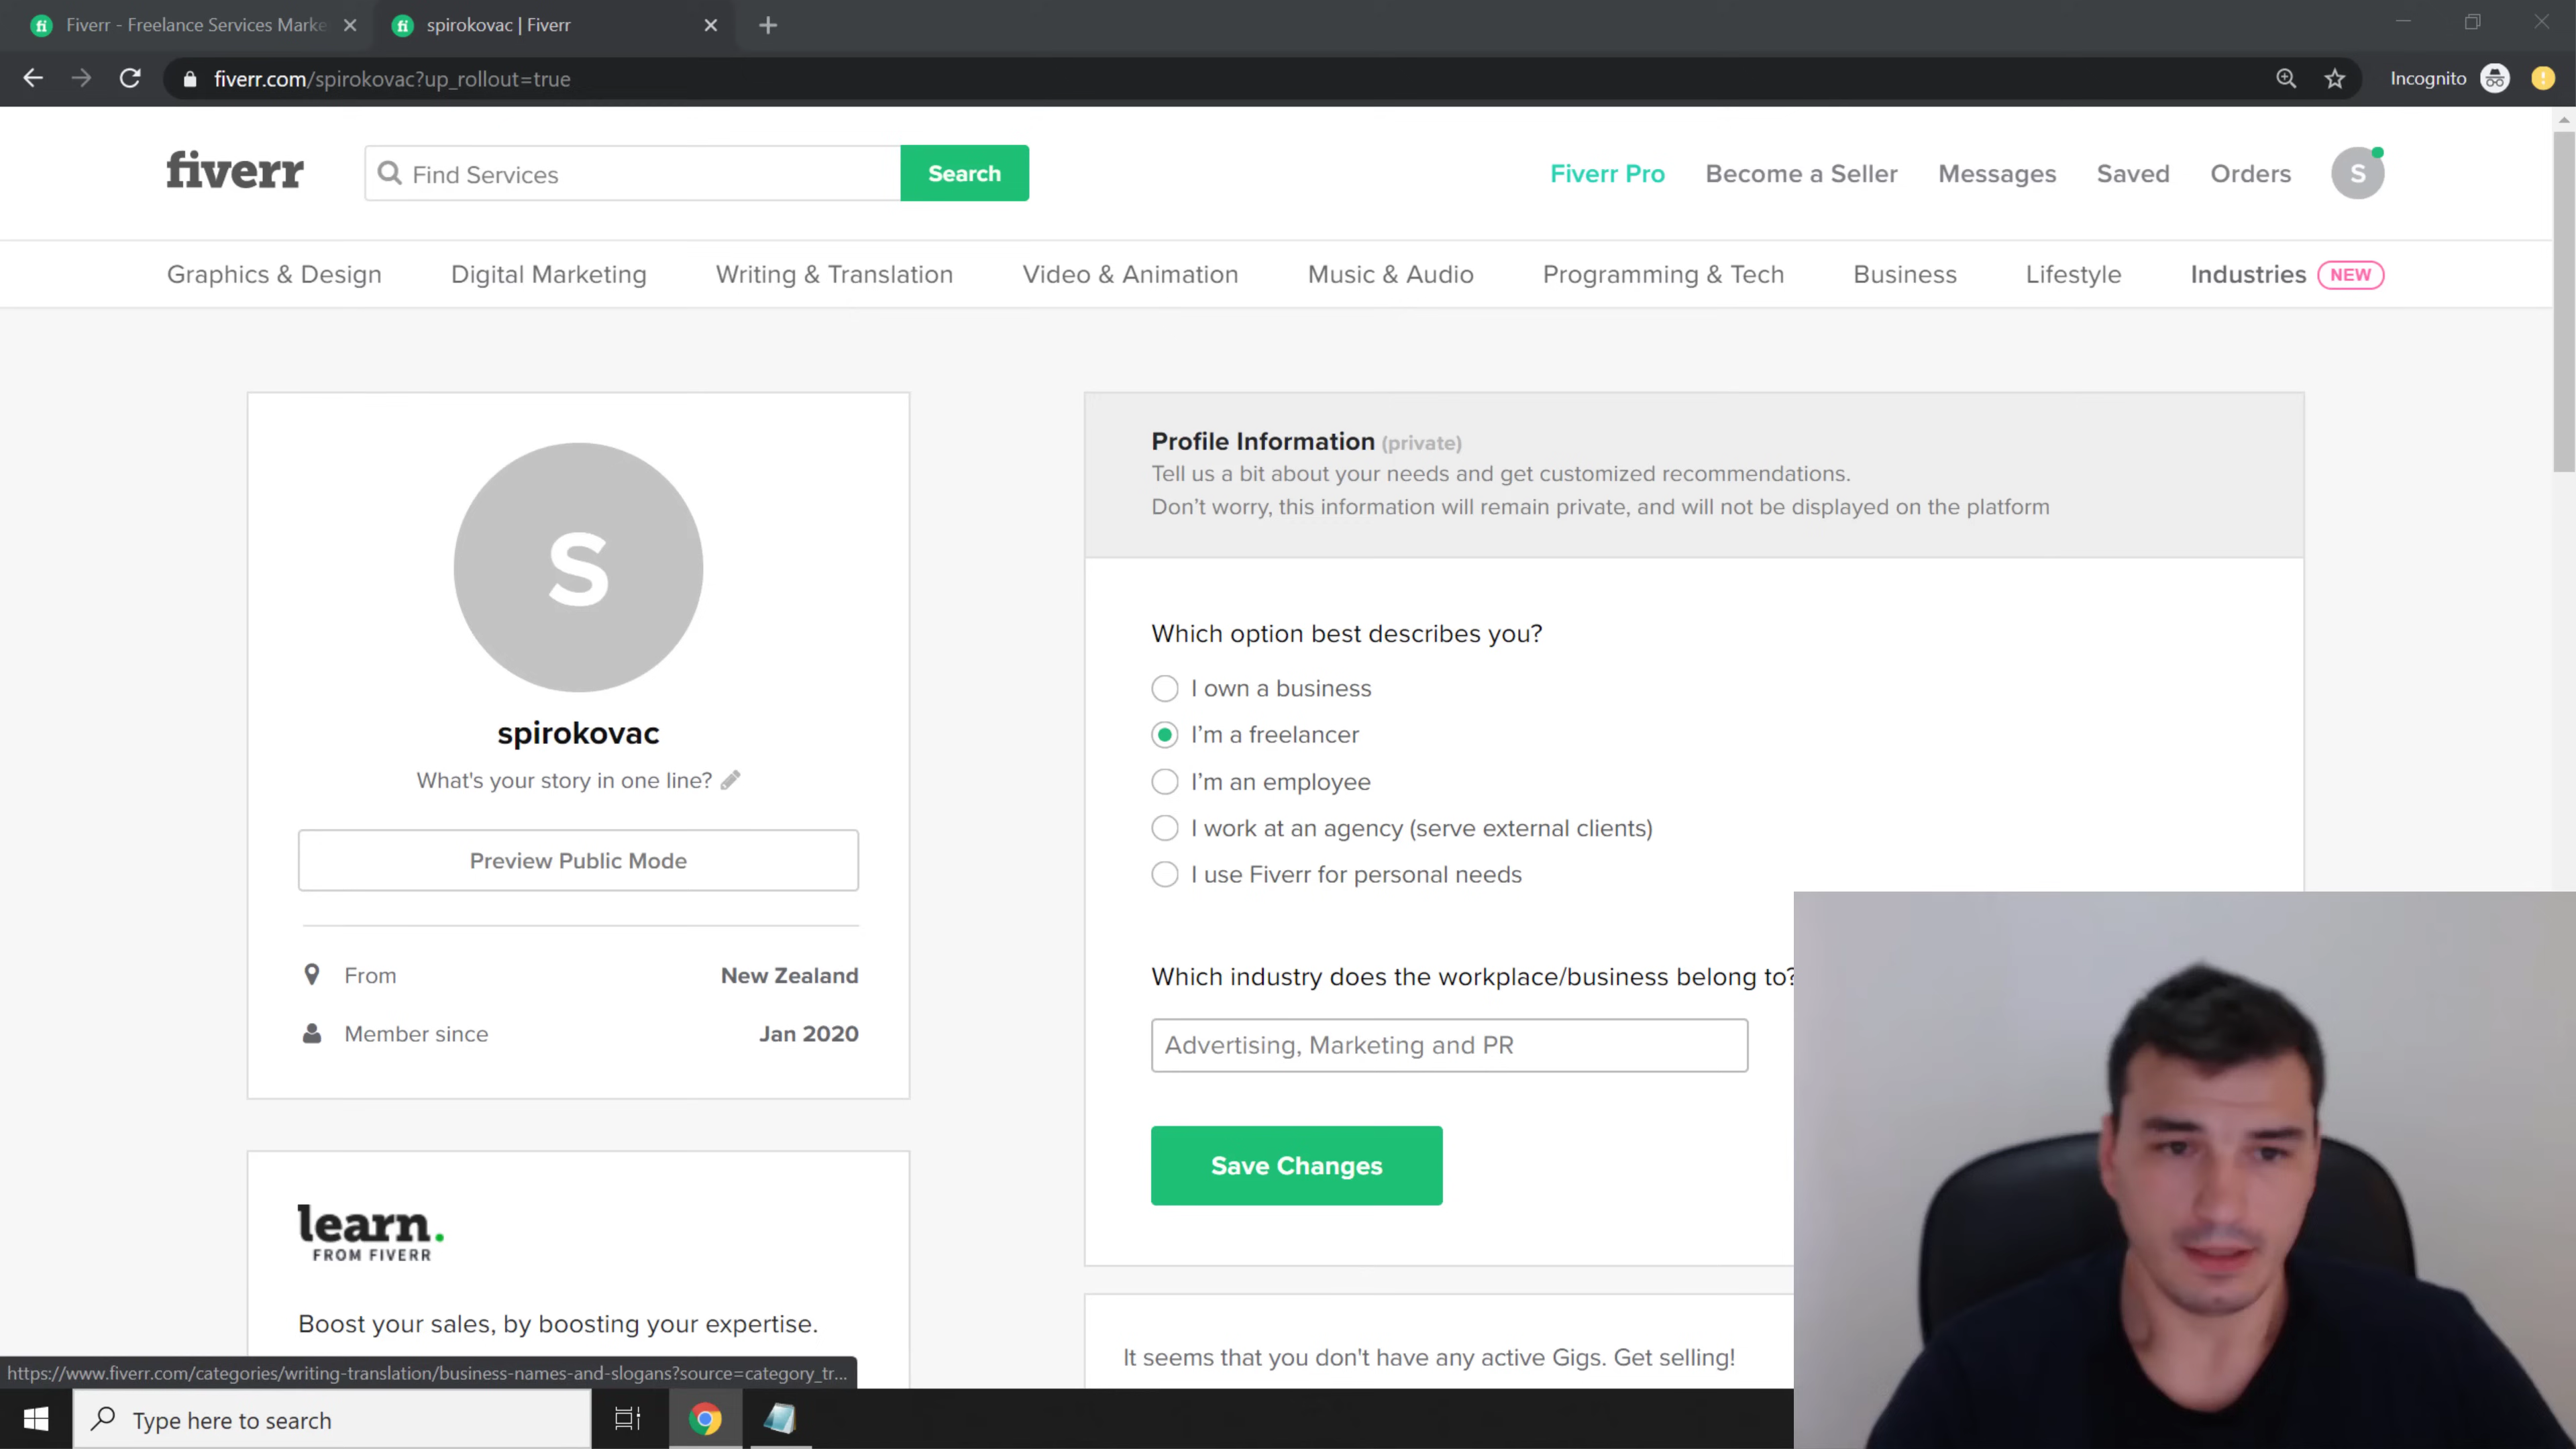 Fiverr - Freelance Services Marke
spirokovac | Fiverr
fiverr.com/spirokovac?up_rollout=true
Incognito
fiverr
Find Services
Search
Fiverr Pro
Become a Seller
Messages
Saved
Orders
S
Graphics & Design
Digital Marketing
Writing & Translation
Video & Animation
Music & Audio
Programming & Tech
Business
Lifestyle
Industries NEW
S
spirokovac
What's your story in one line?
Preview Public Mode
From New Zealand
Member since Jan 2020
learn.
FROM FIVERR
Boost your sales, by boosting your expertise.
Profile Information (private)
Tell us a bit about your needs and get customized recommendations.
Don't worry, this information will remain private, and will not be displayed on the platform
Which option best describes you?
I own a business
I'm a freelancer
I'm an employee
I work at an agency (serve external clients)
I use Fiverr for personal needs
Which industry does the workplace/business belong to?
Advertising, Marketing and PR
Save Changes
It seems that you don't have any active Gigs. Get selling!
https://www.fiverr.com/categories/writing-translation/business-names-and-slogans?source=category_tr...
Type here to search